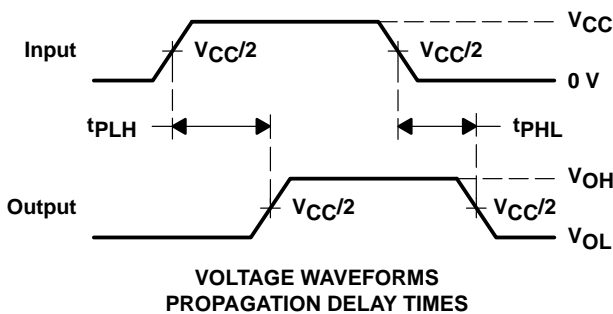 VCC
Input
VCC/2
VCC/2
0 V
tPLH
tPHL
VOH
Output
VCC/2
VCC/2
VOL
VOLTAGE WAVEFORMS
PROPAGATION DELAY TIMES